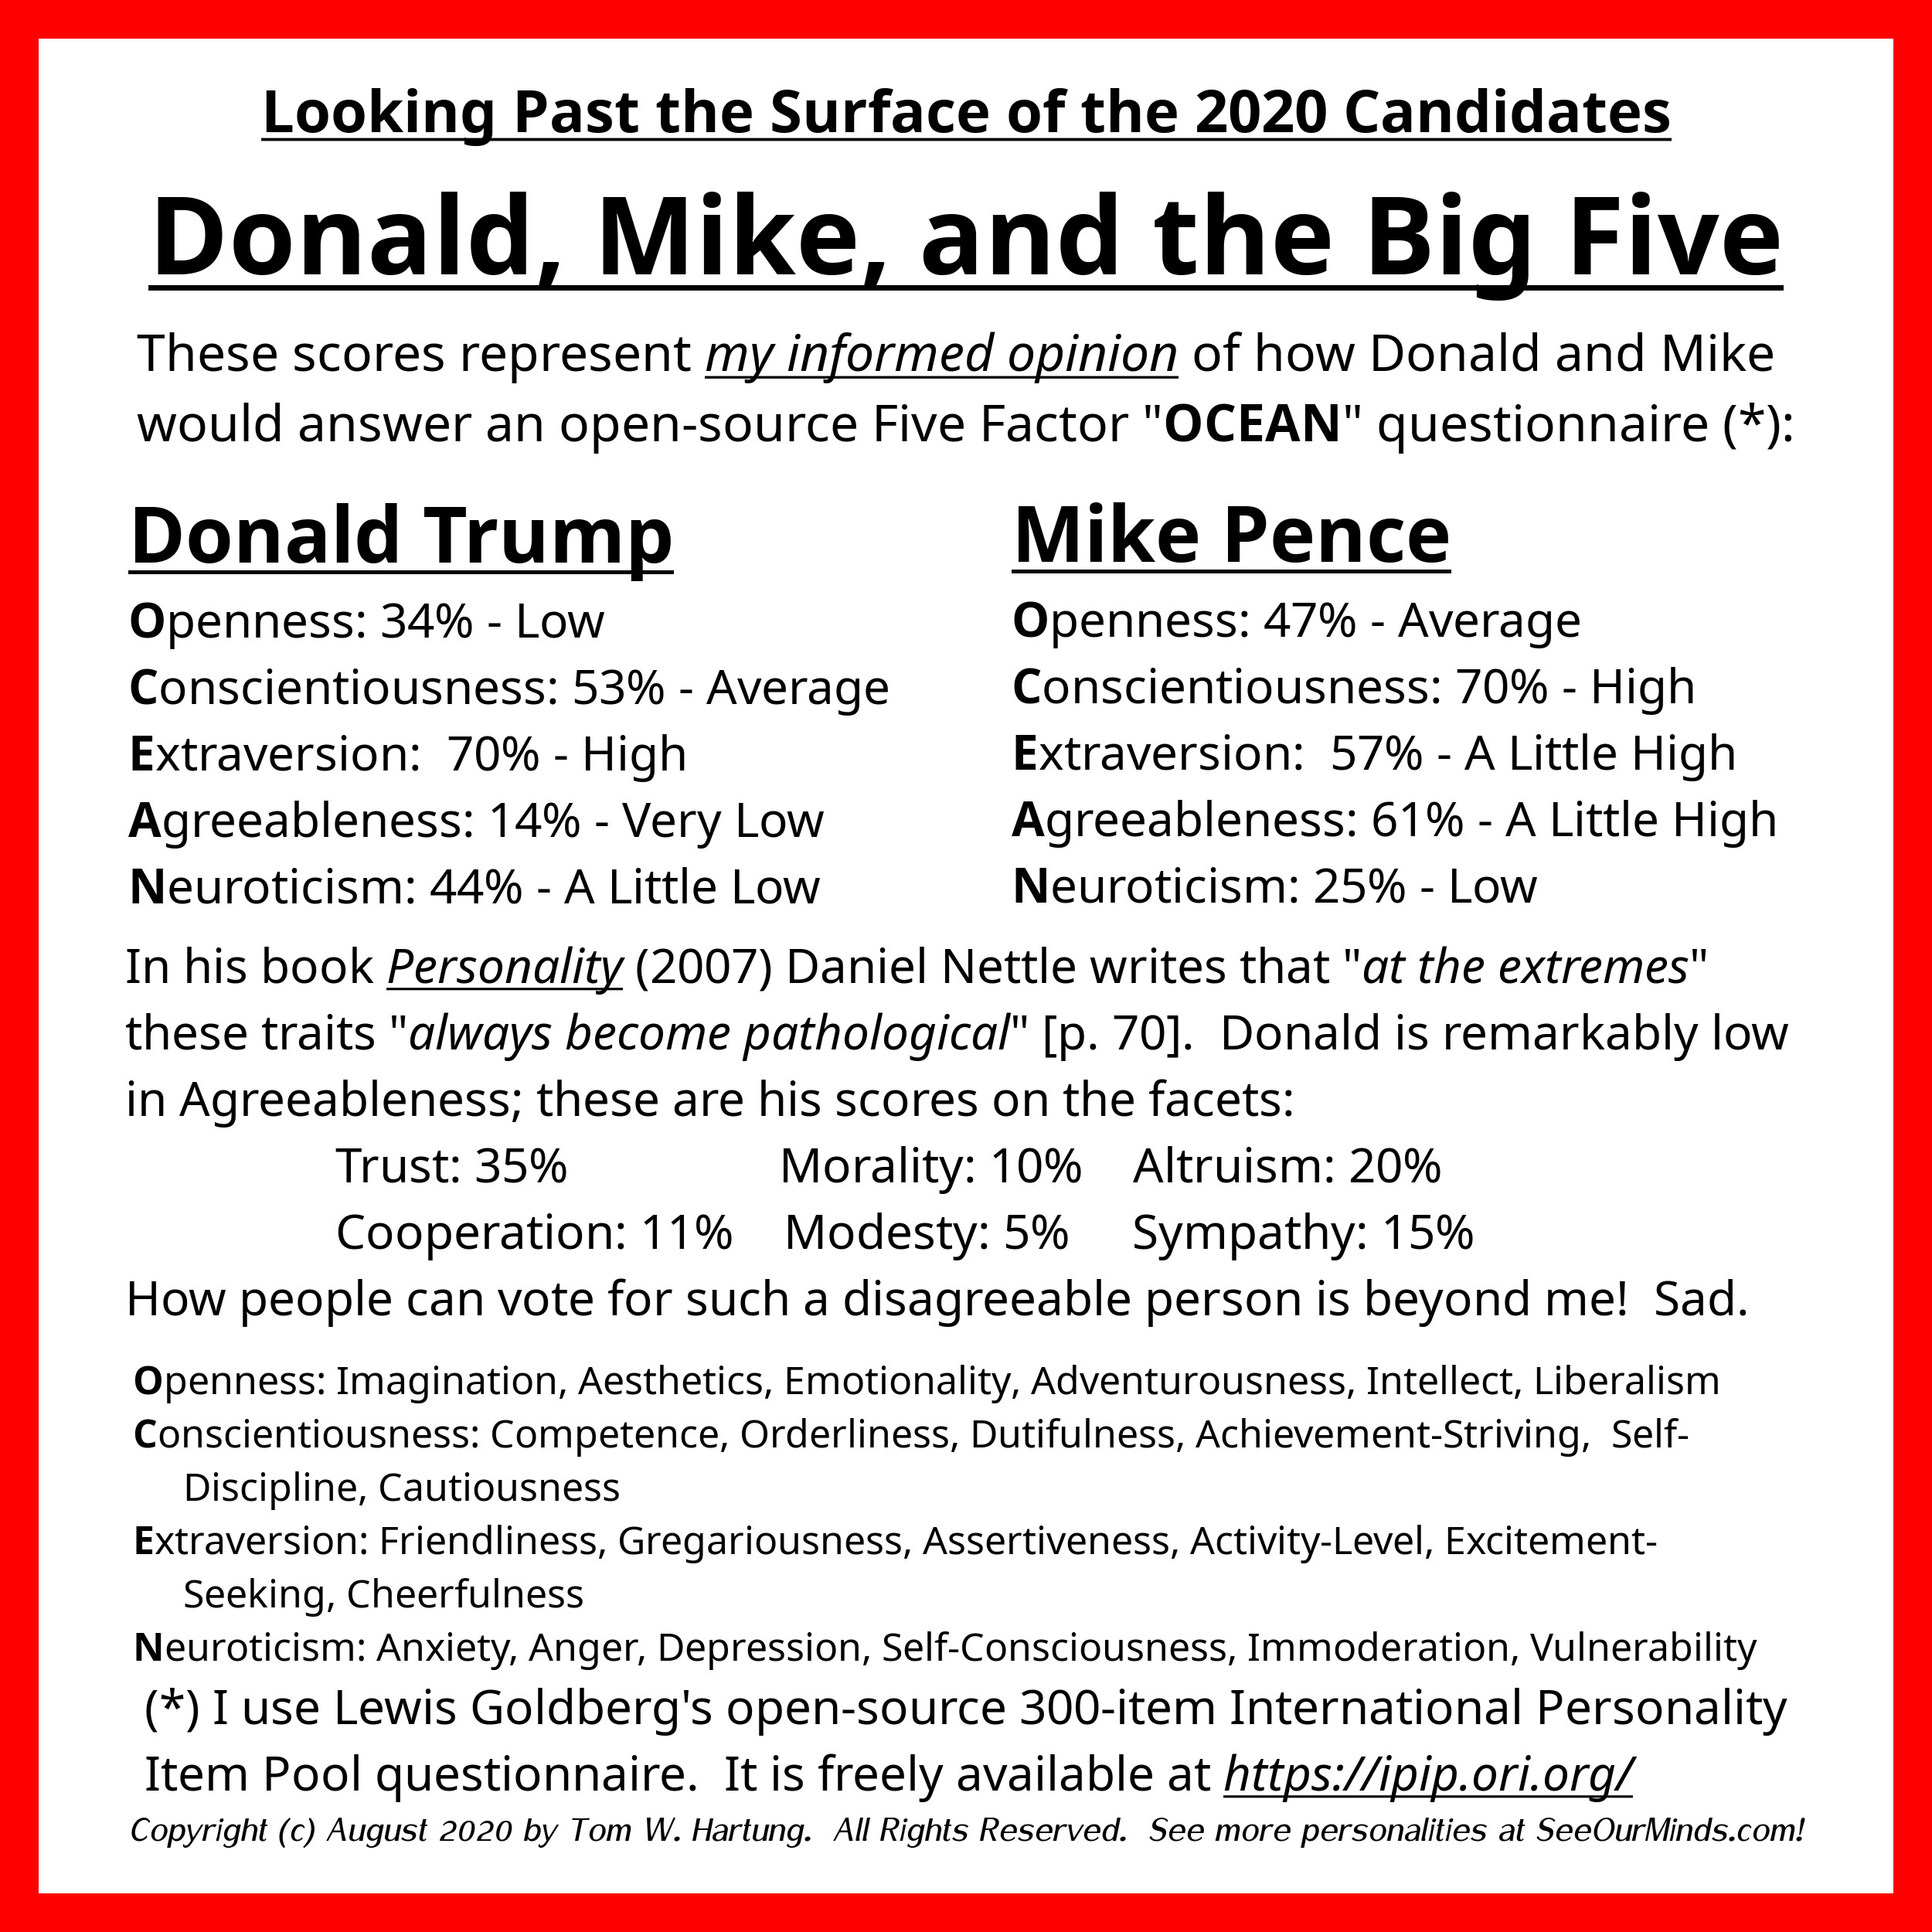 Looking Past the Surface of the 2020 Candidates
Donald, Mike, and the Big Five
These scores represent my informed opinion of how Donald and Mike
would answer an open-source Five Factor "OCEAN" questionnaire (*):
Donald Trump
Openness: 34% - Low
Conscientiousness: 53% - Average
Extraversion:  70% - High
Agreeableness: 14% - Very Low
Neuroticism: 44% - A Little Low
Mike Pence
Openness: 47% - Average
Conscientiousness: 70% - High
Extraversion:  57% - A Little High
Agreeableness: 61% - A Little High
Neuroticism: 25% - Low
In his book Personality (2007) Daniel Nettle writes that "at the extremes"
these traits "always become pathological" [p. 70].  Donald is remarkably low
in Agreeableness; these are his scores on the facets:
Trust: 35% Morality: 10% Altruism: 20%
Cooperation: 11% Modesty: 5% Sympathy: 15%
How people can vote for such a disagreeable person is beyond me!  Sad.
Openness: Imagination, Aesthetics, Emotionality, Adventurousness, Intellect, Liberalism
Conscientiousness: Competence, Orderliness, Dutifulness, Achievement-Striving,  Self-
Discipline, Cautiousness
Extraversion: Friendliness, Gregariousness, Assertiveness, Activity-Level, Excitement-
Seeking, Cheerfulness
Neuroticism: Anxiety, Anger, Depression, Self-Consciousness, Immoderation, Vulnerability
(*) I use Lewis Goldberg's open-source 300-item International Personality
Item Pool questionnaire.  It is freely available at https://ipip.ori.org/
Copyright (c) August 2020 by Tom W. Hartung.  All Rights Reserved.  See more personalities at SeeOurMinds.com!